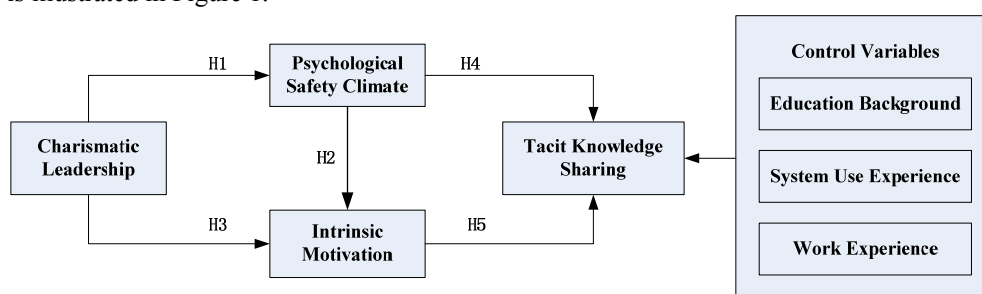 is illustrated in Figure 1.
H1
Psychological
Safety Climate
H4
Control Variables
Education Background
Charismatic
Leadership
H2
Tacit Knowledge
Sharing
System Use Experience
H3
Intrinsic
Motivation
H5
Work Experience